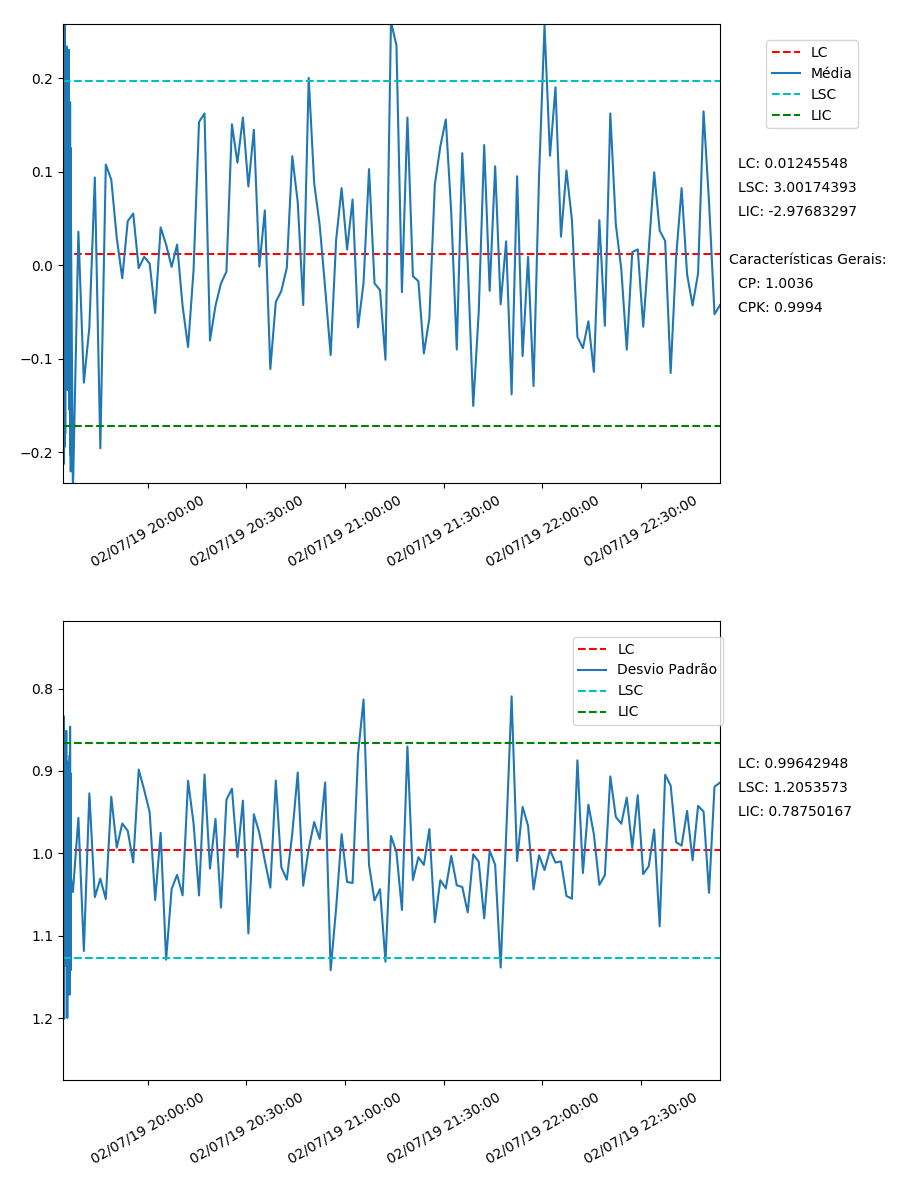 LC
Média
LSC
LIC
0.2
0.1
0.0
−0.1
−0.2
LC: 0.01245548
LSC: 3.00174393
LIC: -2.97683297
Características Gerais:
CP: 1.0036
CPK: 0.9994
02/07/19 20:00:00
02/07/19 20:30:00
02/07/19 21:00:00
02/07/19 21:30:00
02/07/19 22:00:00
02/07/19 22:30:00
LC
Desvio Padrão
LSC
LIC
0.8
0.9
1.0
1.1
1.2
LC: 0.99642948
LSC: 1.2053573
LIC: 0.78750167
02/07/19 20:00:00
02/07/19 20:30:00
02/07/19 21:00:00
02/07/19 21:30:00
02/07/19 22:00:00
02/07/19 22:30:00